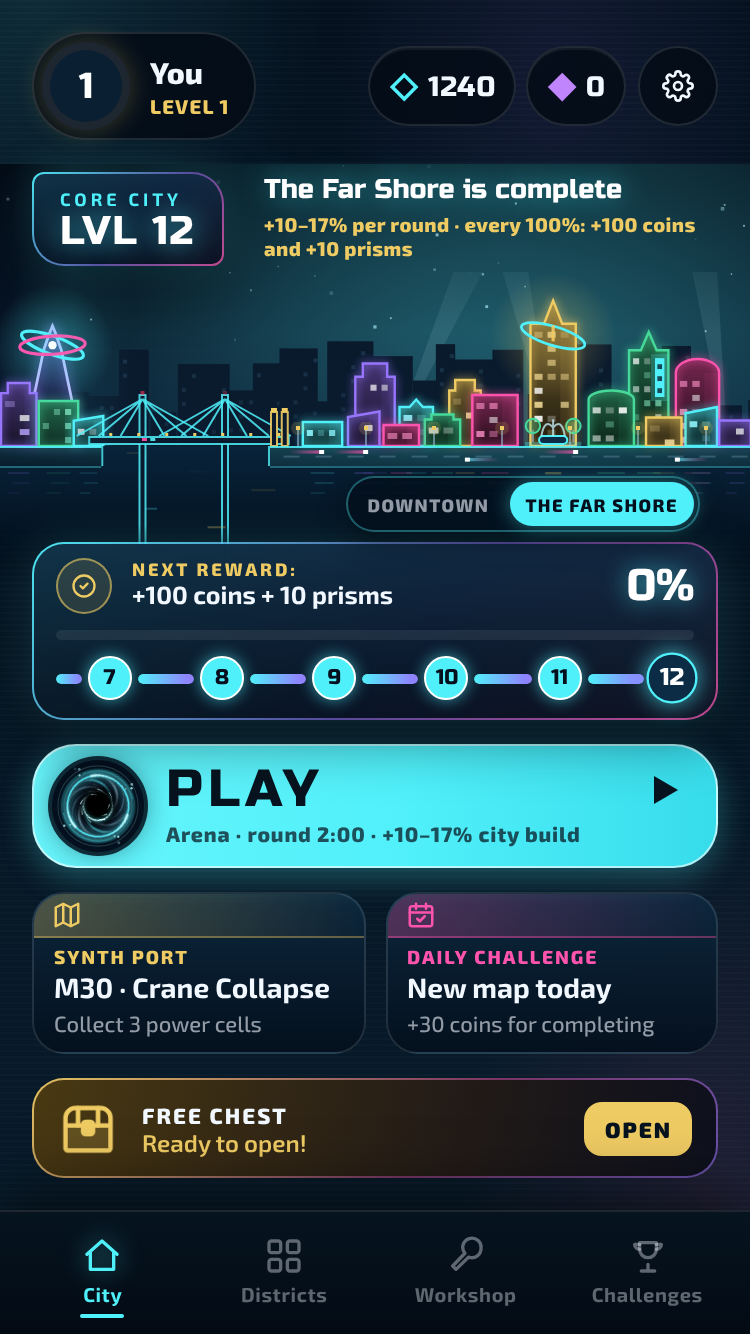 1
You
LEVEL 1
1240
0
CORE CITY
LVL 12
The Far Shore is complete
+10–17% per round · every 100%: +100 coins
and +10 prisms
DOWNTOWN
THE FAR SHORE
NEXT REWARD:
+100 coins + 10 prisms
0%
7
8
9
10
11
12
PLAY
Arena · round 2:00 · +10–17% city build
SYNTH PORT
M30 · Crane Collapse
Collect 3 power cells
DAILY CHALLENGE
New map today
+30 coins for completing
FREE CHEST
Ready to open!
OPEN
City
Districts
Workshop
Challenges